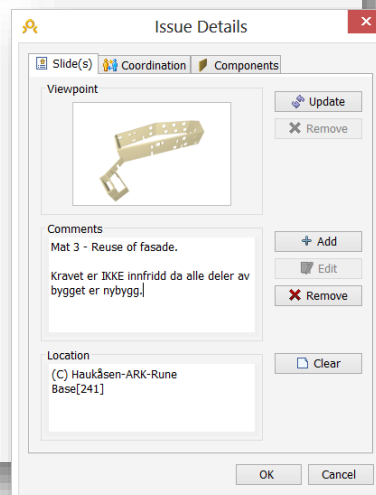 Issue Details
Slide(s) Coordination Components
Viewpoint
Update
Remove
Comments
Mat 3 - Reuse of fasade.
Kravet er IKKE innfridd da alle deler av
bygget er nybygg.
Add
Edit
Remove
Location
(C) Haukåsen-ARK-Rune
Base[241]
Clear
OK Cancel